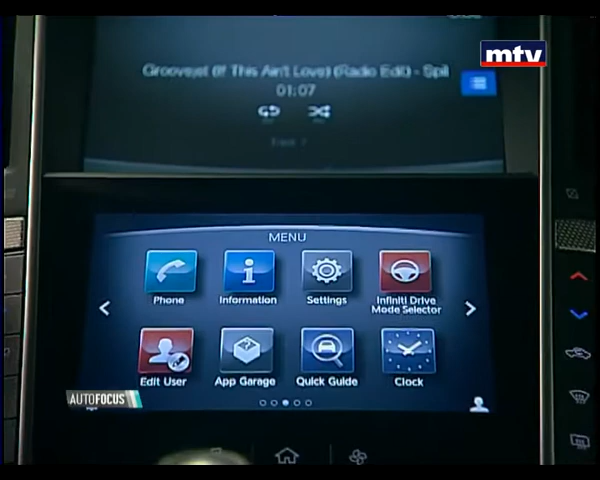 mtv
Groovejet (If This Ain't Love) (Radio Edit) - Spil
01:07
MENU
Phone
Information
Settings
Infiniti Drive
Mode Selector
Edit User
App Garage
Quick Guide
Clock
AUTOFOCUS